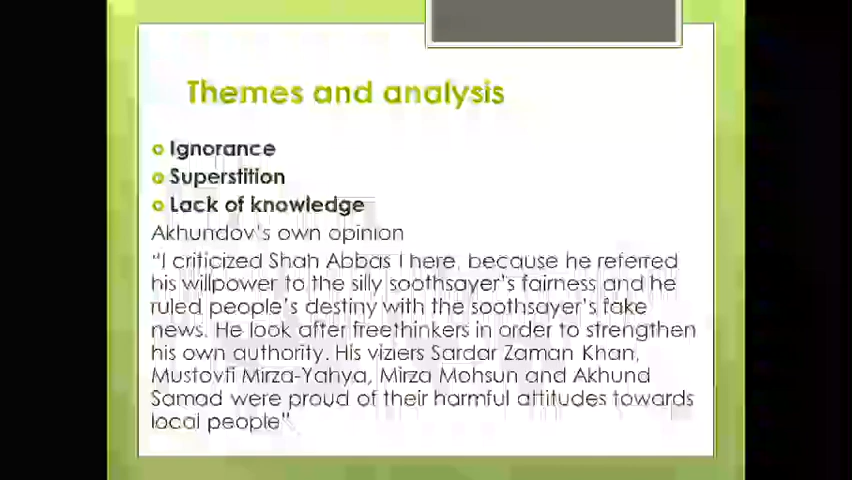 Themes and analysis
Ignorance
Superstition
Lack of knowledge
Akhundov's own opinion
"I criticized Shah Abbas I here, because he referred
his willpower to the silly soothsayer's fairness and he
ruled people's destiny with the soothsayer's fake
news. He look after freethinkers in order to strengthen
his own authority. His viziers Sardar Zaman Khan,
Mustovfi Mirza-Yahya, Mirza Mohsun and Akhund
Samad were proud of their harmful attitudes towards
local people"